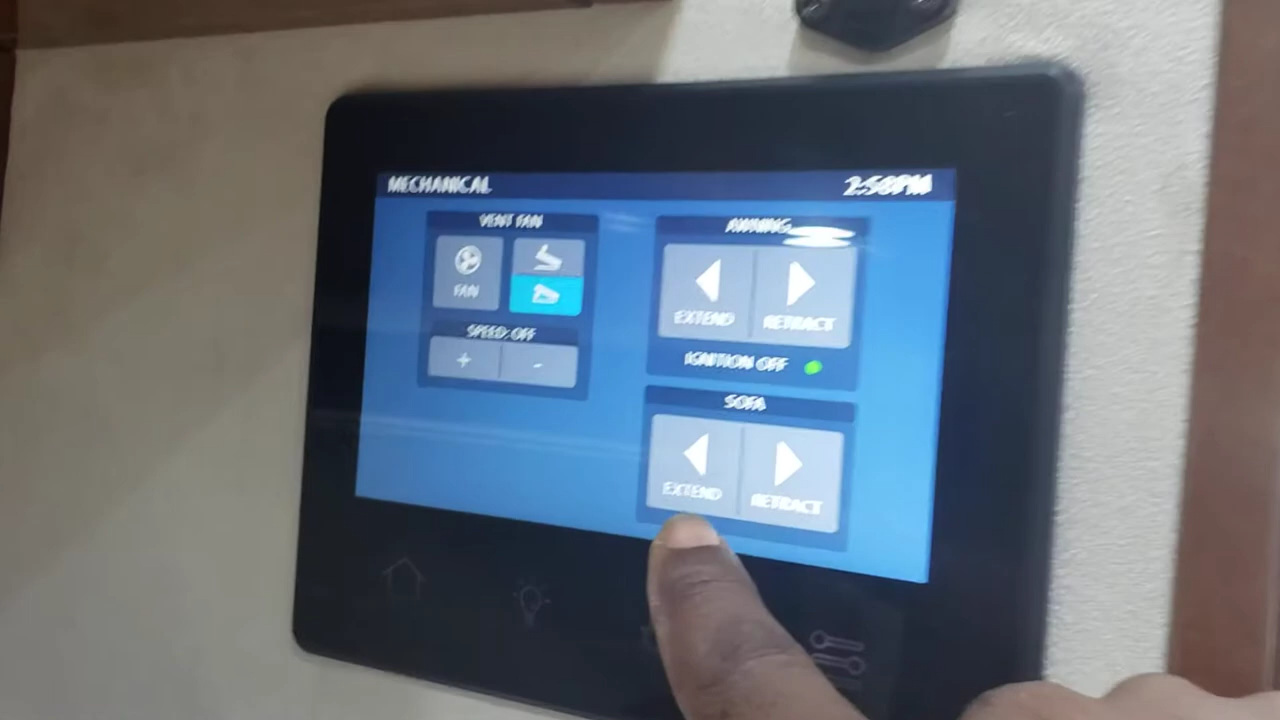 MECHANICAL
2:58PM
VENT FAN
FAN
SPEED: OFF
+
-
AWNING
EXTEND
RETRACT
IGNITION OFF
SOFA
EXTEND
RETRACT